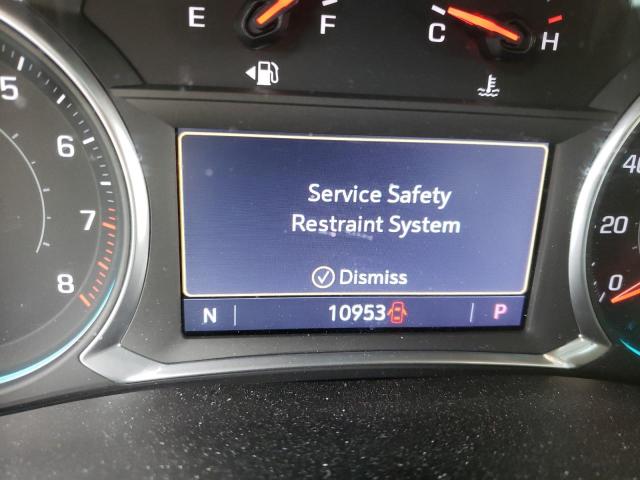 E
F
C
H
5
6
7
8
Service Safety
Restraint System
Dismiss
N
10953
P
40
20
0